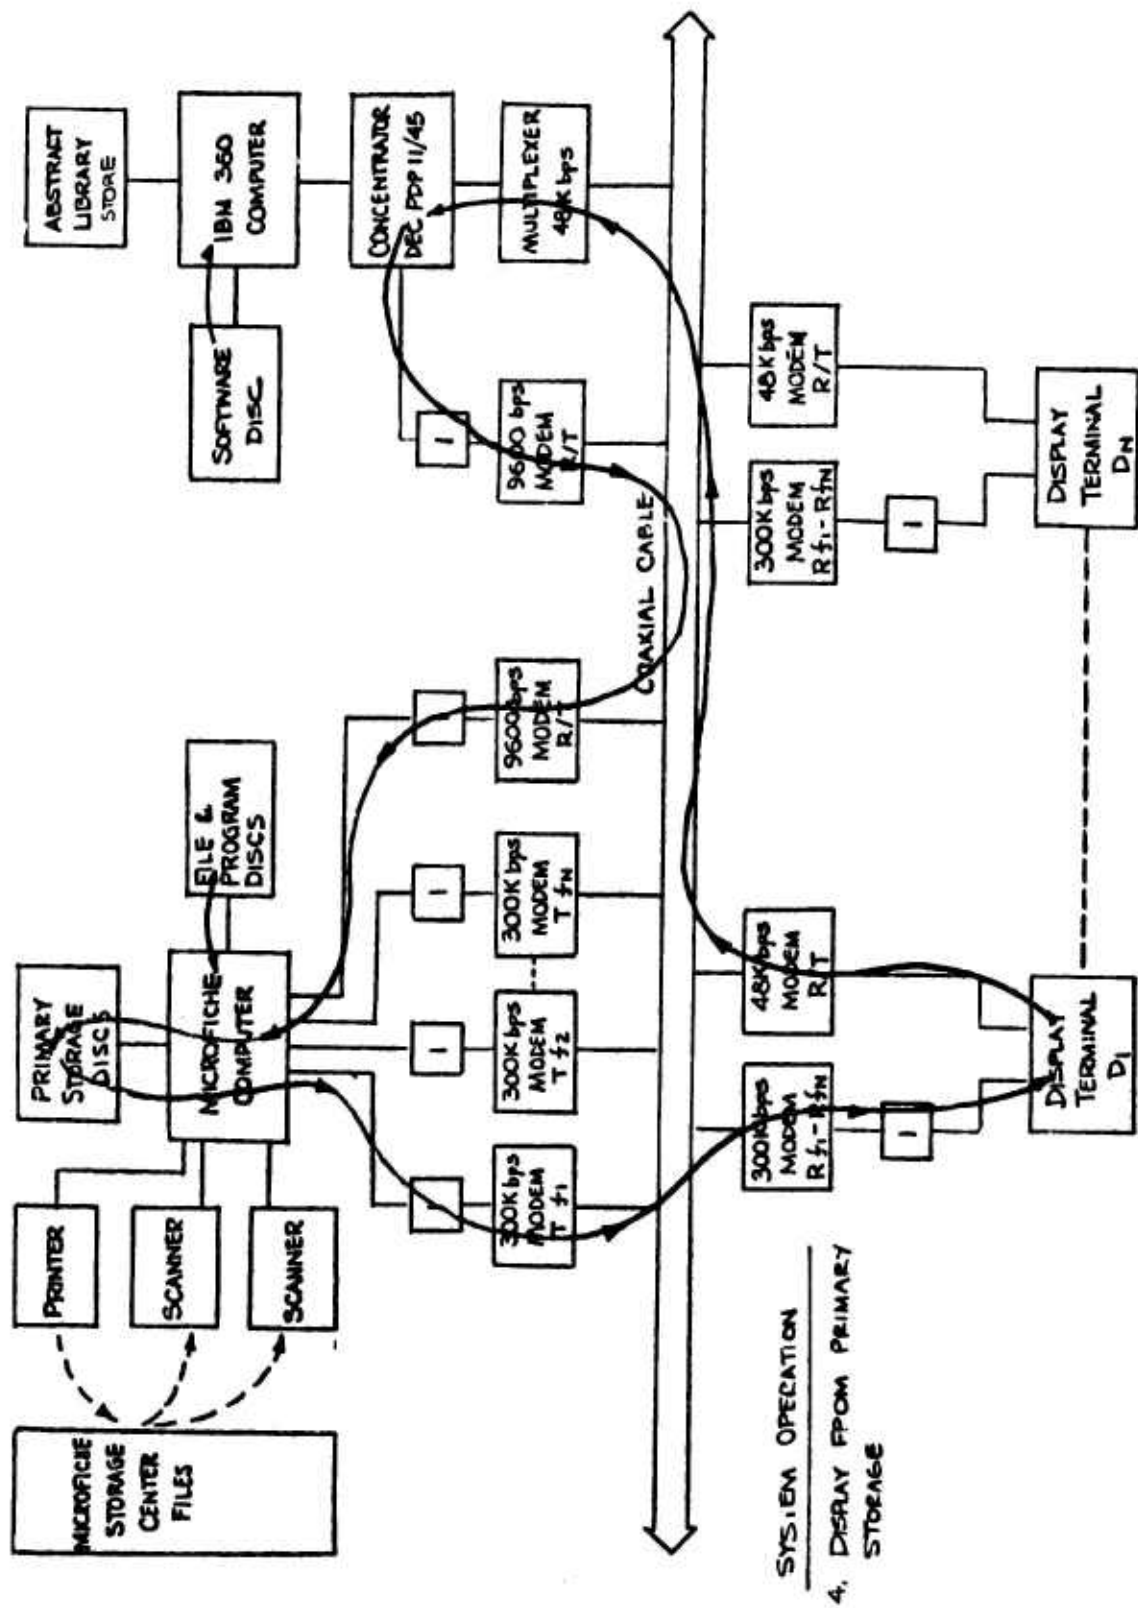 MICROFICHE
STORAGE
CENTER
FILES
PRINTER
SCANNER
SCANNER
PRIMARY
STORAGE
DISCS
MICROFICHE
COMPUTER
FILE &
PROGRAM
DISCS
SOFTWARE
DISC
ABSTRACT
LIBRARY
STORE
IBM 360
COMPUTER
CONCENTRATOR
DEC PDP 11/45
MULTIPLEXER
48K bps
I
I
I
I
I
300K bps
MODEM
T f1
300K bps
MODEM
T f2
300K bps
MODEM
T fN
9600 bps
MODEM
R/T
9600 bps
MODEM
R/T
COAXIAL CABLE
300K bps
MODEM
R f1 - R fN
48K bps
MODEM
R/T
300K bps
MODEM
R f1 - R fN
48K bps
MODEM
R/T
I
I
DISPLAY
TERMINAL
D1
DISPLAY
TERMINAL
DN
SYSTEM OPERATION
4. DISPLAY FROM PRIMARY
STORAGE